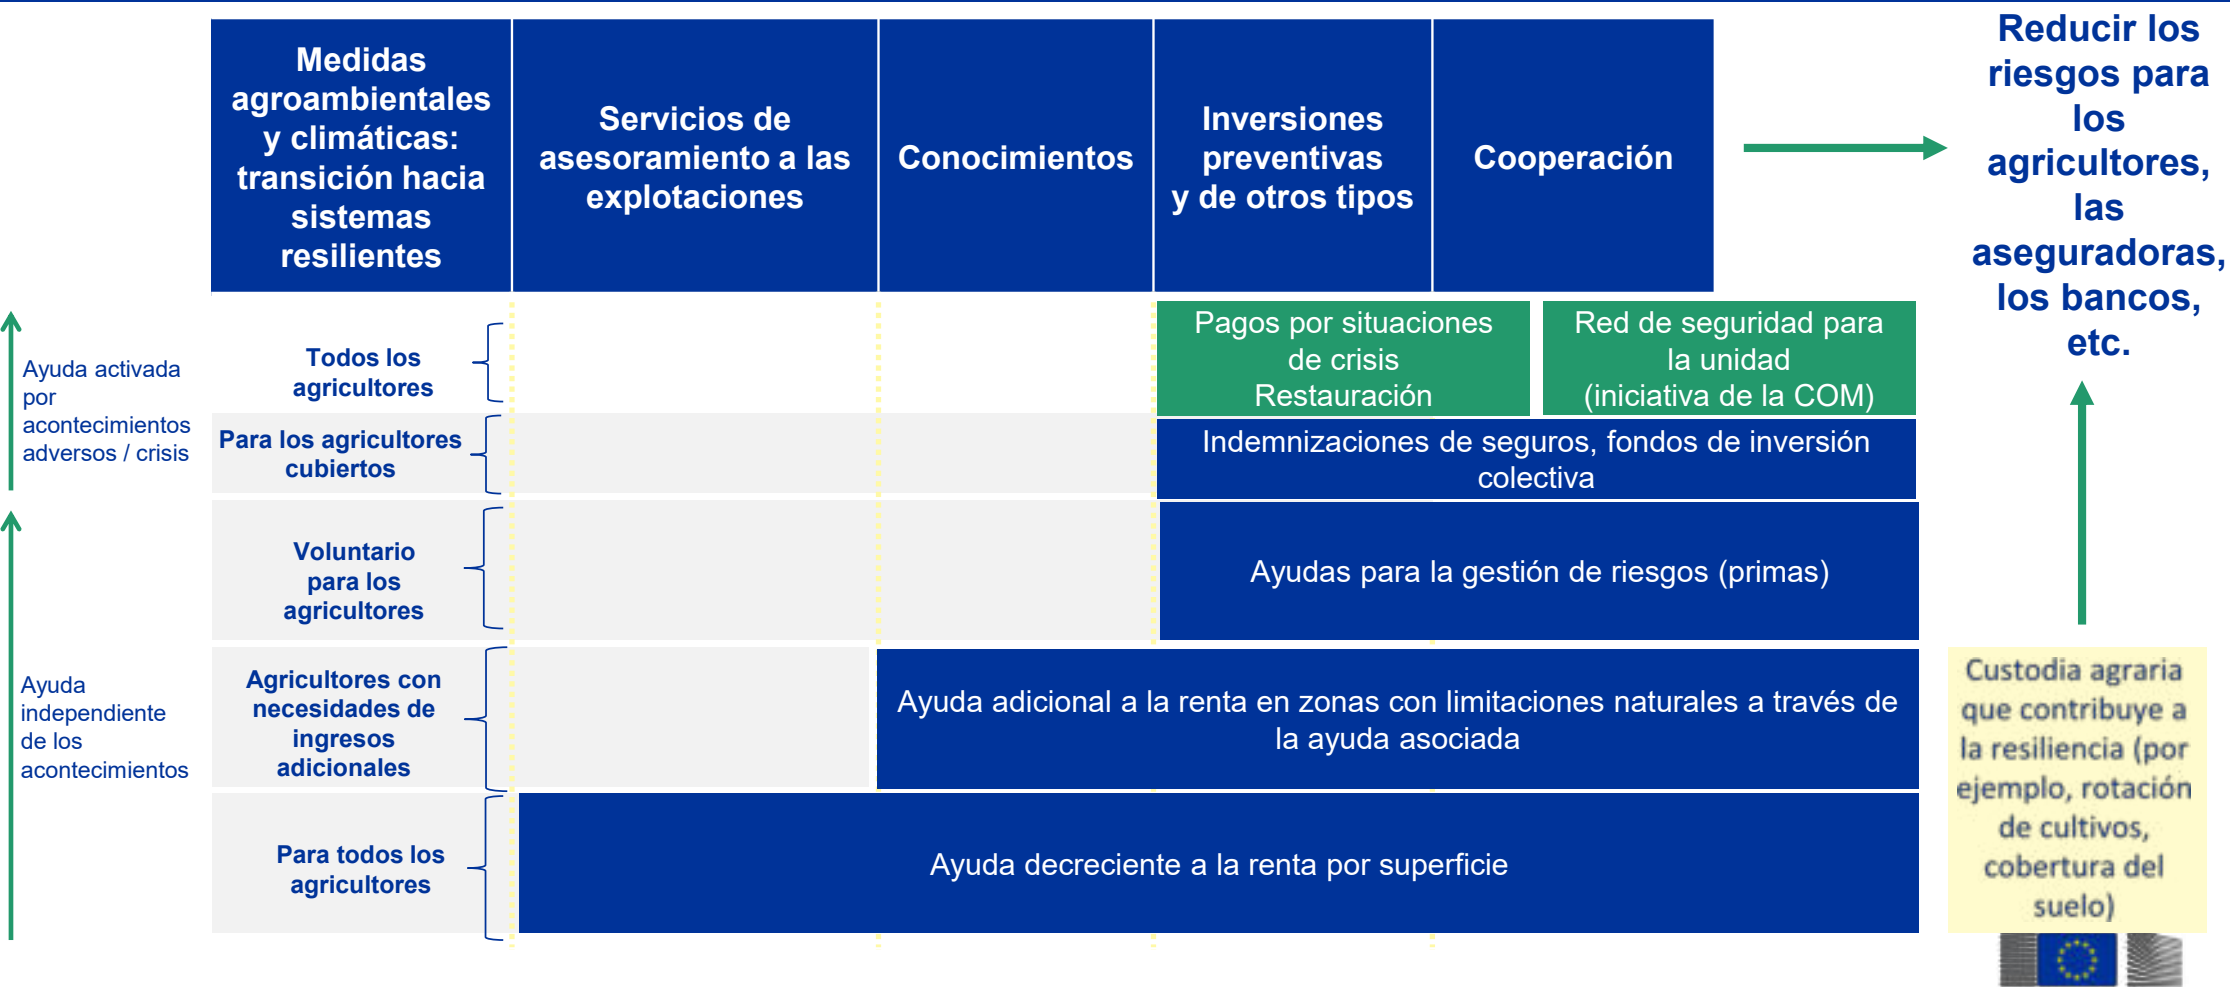 Medidas
agroambientales
y climáticas:
transición hacia
sistemas
resilientes
Servicios de
asesoramiento a las
explotaciones
Conocimientos
Inversiones
preventivas
y de otros tipos
Cooperación
Reducir los
riesgos para
los
agricultores,
las
aseguradoras,
los bancos,
etc.
Ayuda activada
por
acontecimientos
adversos / crisis
Todos los
agricultores
Pagos por situaciones
de crisis
Restauración
Red de seguridad para
la unidad
(iniciativa de la COM)
Para los agricultores
cubiertos
Indemnizaciones de seguros, fondos de inversión
colectiva
Voluntario
para los
agricultores
Ayudas para la gestión de riesgos (primas)
Ayuda
independiente
de los
acontecimientos
Agricultores con
necesidades de
ingresos
adicionales
Ayuda adicional a la renta en zonas con limitaciones naturales a través de
la ayuda asociada
Para todos los
agricultores
Ayuda decreciente a la renta por superficie
Custodia agraria
que contribuye a
la resiliencia (por
ejemplo, rotación
de cultivos,
cobertura del
suelo)